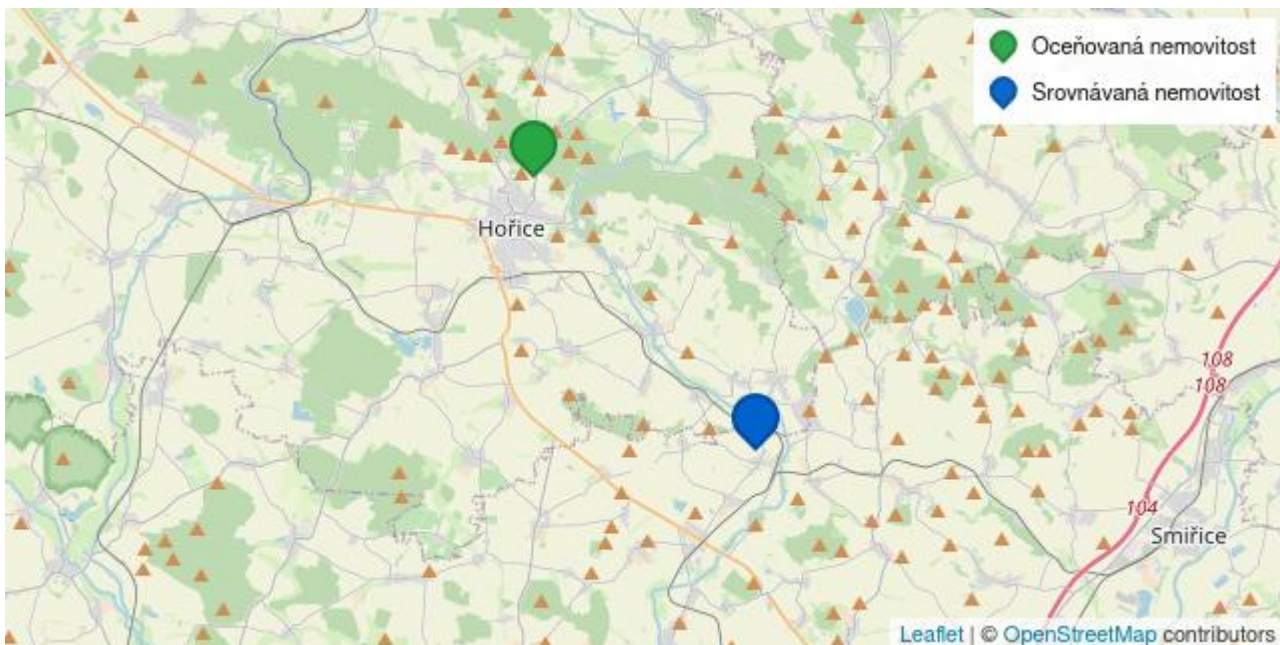 Oceňovaná nemovitost
Srovnávaná nemovitost
Hořice
108
108
104
Smiřice
Leaflet | © OpenStreetMap contributors